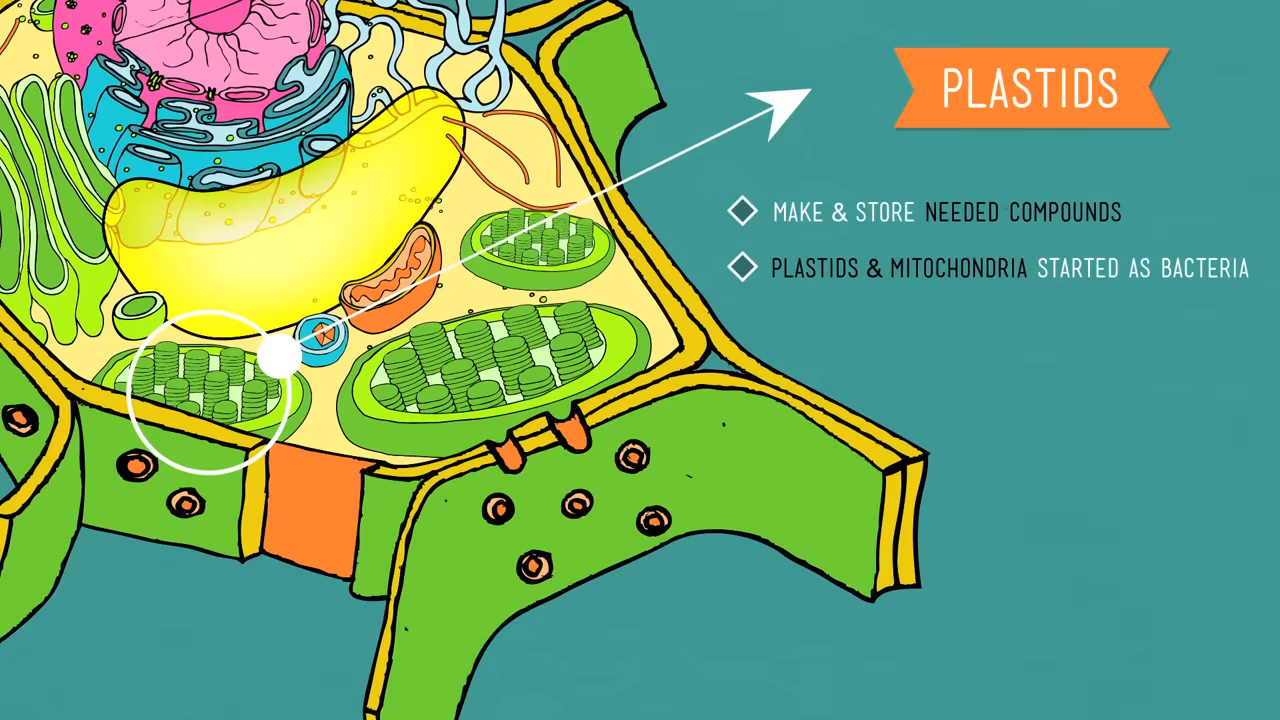 PLASTIDS
MAKE & STORE NEEDED COMPOUNDS
PLASTIDS & MITOCHONDRIA STARTED AS BACTERIA